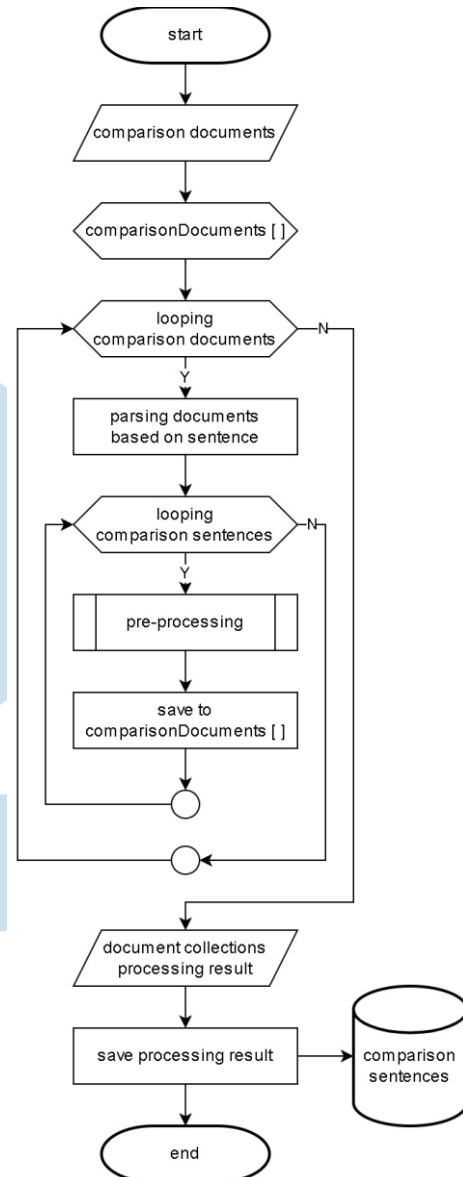 start
comparison documents
comparisonDocuments [ ]
looping
comparison documents
N
Y
parsing documents
based on sentence
looping
comparison sentences
N
Y
pre-processing
save to
comparisonDocuments [ ]
document collections
processing result
save processing result
comparison
sentences
end